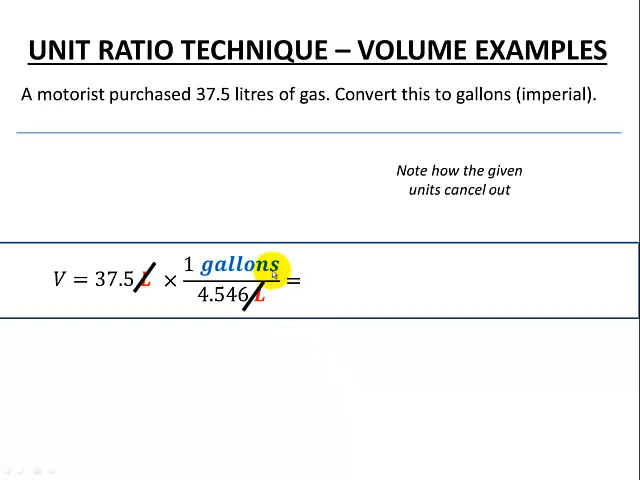 UNIT RATIO TECHNIQUE – VOLUME EXAMPLES
A motorist purchased 37.5 litres of gas. Convert this to gallons (imperial).
Note how the given
units cancel out
V = 37.5 L × 1 gallons / 4.546 L =